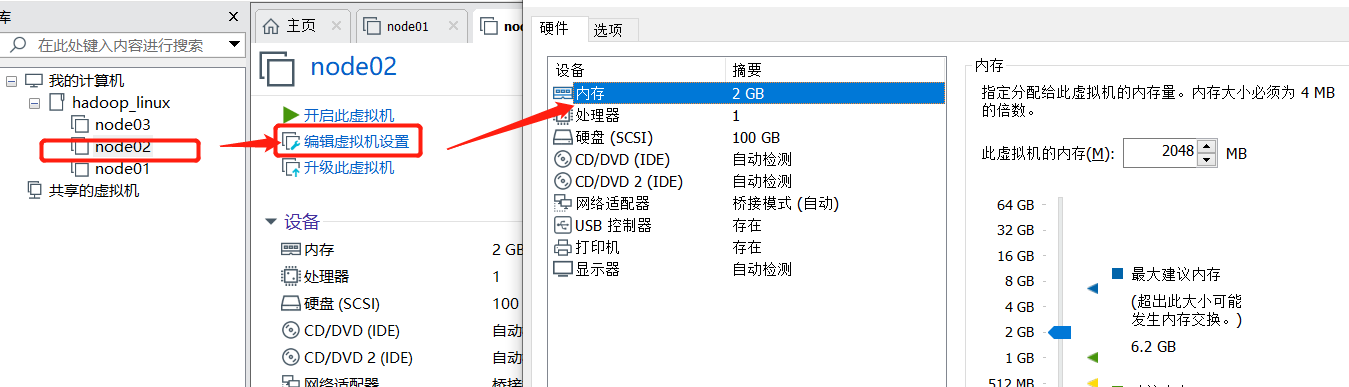 库
在此处键入内容进行搜索
我的计算机
hadoop_linux
node03
node02
node01
共享的虚拟机
主页
node01
node02
开启此虚拟机
编辑虚拟机设置
升级此虚拟机
设备
内存 2 GB
处理器 1
硬盘 (SCSI) 100
CD/DVD (IDE) 自动
CD/DVD 2 (IDE) 自动
网络适配器 桥接
硬件 选项
设备 摘要
内存 2 GB
处理器 1
硬盘 (SCSI) 100 GB
CD/DVD (IDE) 自动检测
CD/DVD 2 (IDE) 自动检测
网络适配器 桥接模式 (自动)
USB 控制器 存在
打印机 存在
显示器 自动检测
内存
指定分配给此虚拟机的内存量。内存大小必须为 4 MB
的倍数。
此虚拟机的内存(M): 2048 MB
64 GB
32 GB
16 GB
8 GB
4 GB
2 GB
1 GB
512 MB
最大建议内存
(超出此大小可能
发生内存交换。)
6.2 GB